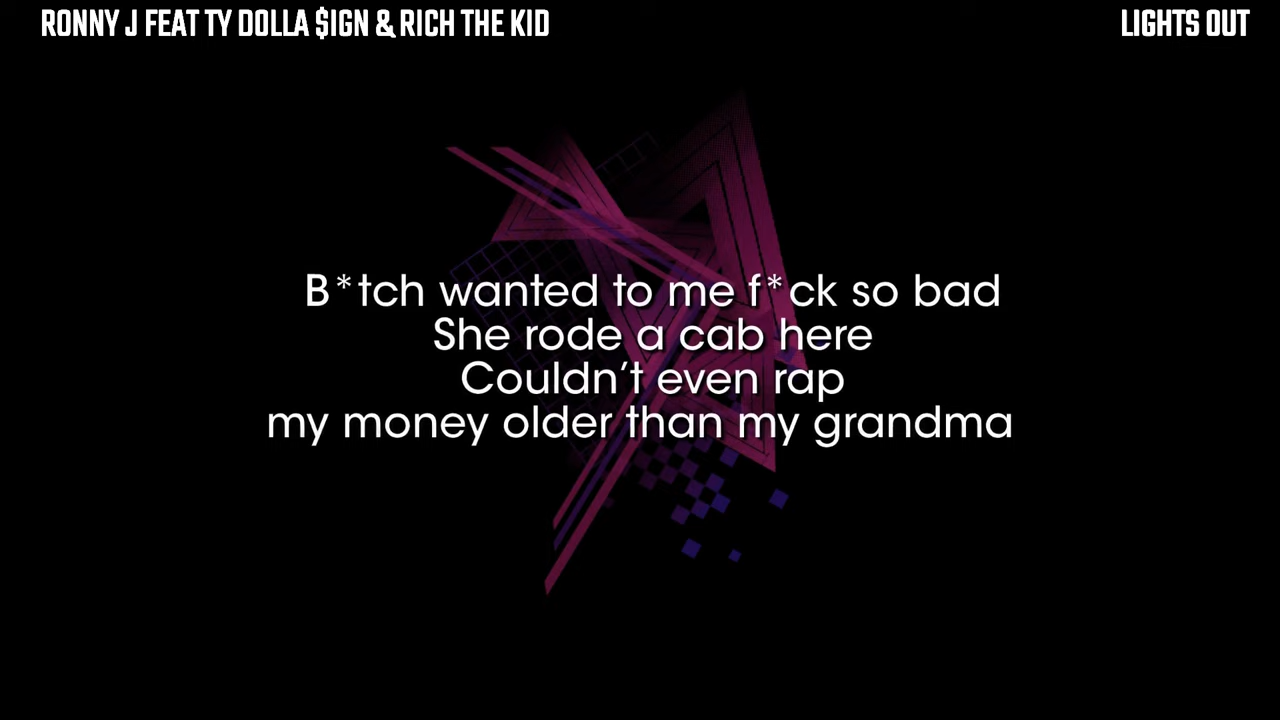 RONNY J FEAT TY DOLLA $IGN & RICH THE KID
LIGHTS OUT
B*tch wanted to me f*ck so bad
She rode a cab here
Couldn't even rap
my money older than my grandma